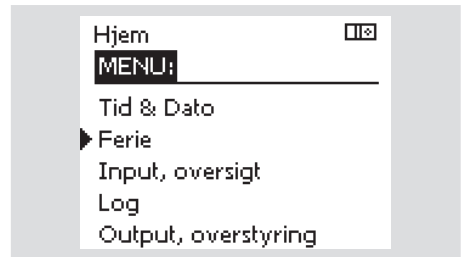 Hjem
MENU:
Tid & Dato
Ferie
Input, oversigt
Log
Output, overstyring